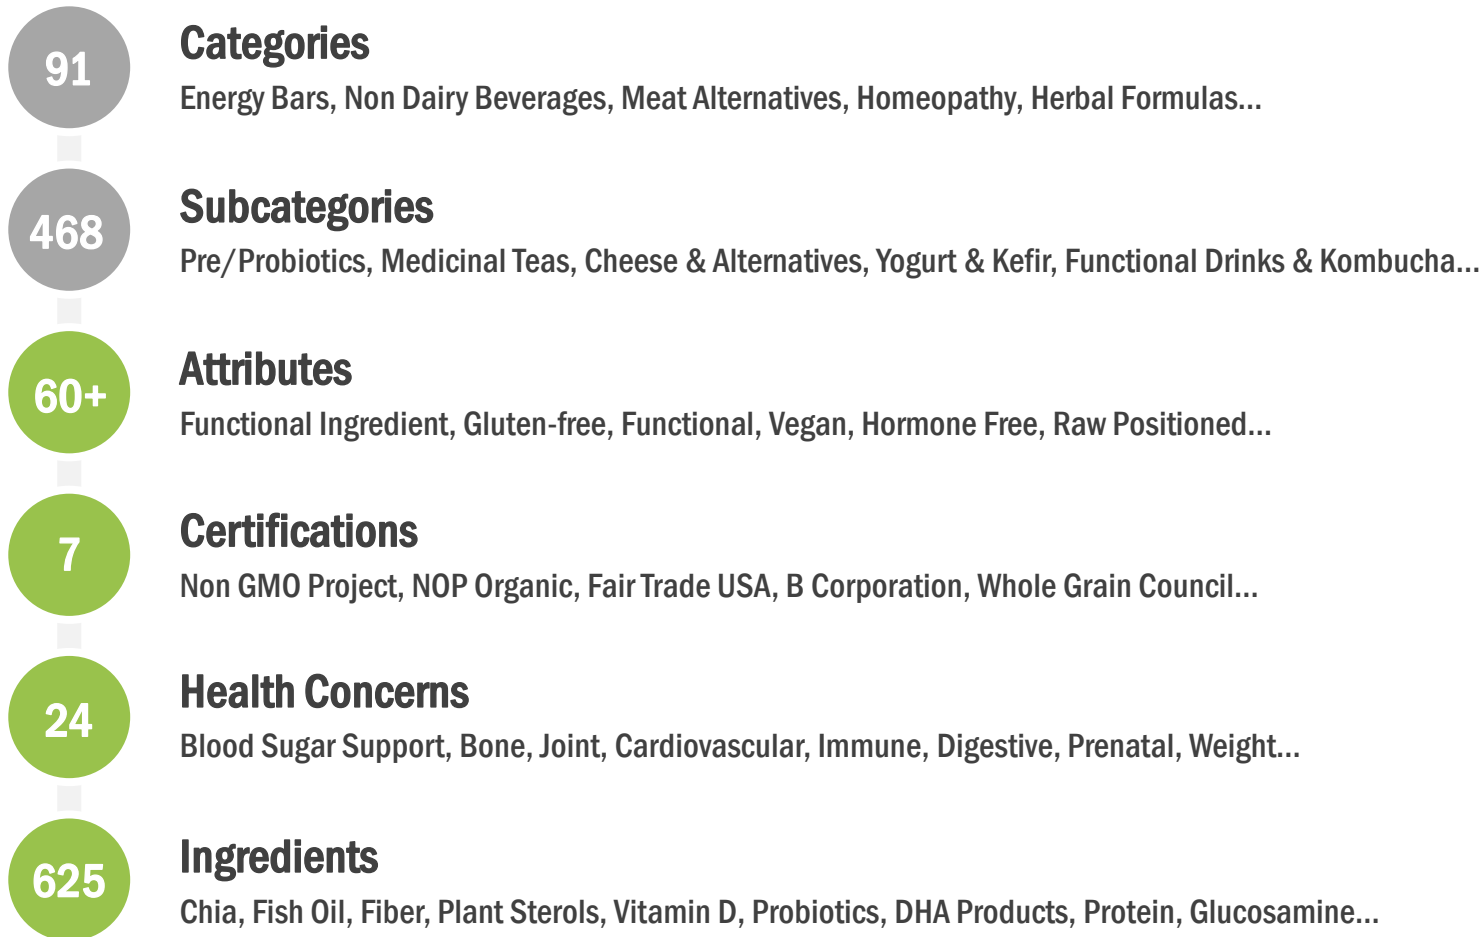 91
Categories
Energy Bars, Non Dairy Beverages, Meat Alternatives, Homeopathy, Herbal Formulas...
468
Subcategories
Pre/Probiotics, Medicinal Teas, Cheese & Alternatives, Yogurt & Kefir, Functional Drinks & Kombucha...
60+
Attributes
Functional Ingredient, Gluten-free, Functional, Vegan, Hormone Free, Raw Positioned...
7
Certifications
Non GMO Project, NOP Organic, Fair Trade USA, B Corporation, Whole Grain Council...
24
Health Concerns
Blood Sugar Support, Bone, Joint, Cardiovascular, Immune, Digestive, Prenatal, Weight...
625
Ingredients
Chia, Fish Oil, Fiber, Plant Sterols, Vitamin D, Probiotics, DHA Products, Protein, Glucosamine...